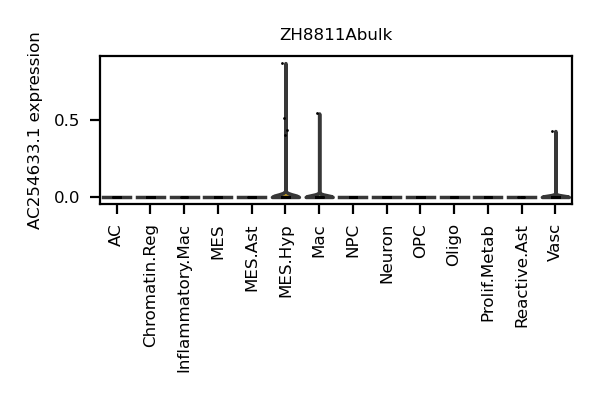 ZH8811Abulk
AC254633.1 expression
0.5
0.0
AC
Chromatin.Reg
Inflammatory.Mac
MES
MES.Ast
MES.Hyp
Mac
NPC
Neuron
OPC
Oligo
Prolif.Metab
Reactive.Ast
Vasc